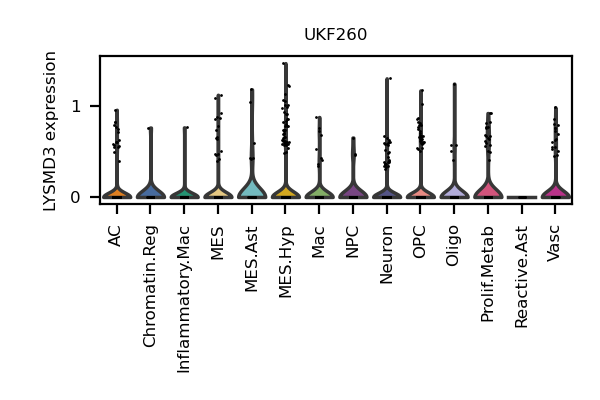 UKF260
LYSMD3 expression
1
0
AC
Chromatin.Reg
Inflammatory.Mac
MES
MES.Ast
MES.Hyp
Mac
NPC
Neuron
OPC
Oligo
Prolif.Metab
Reactive.Ast
Vasc